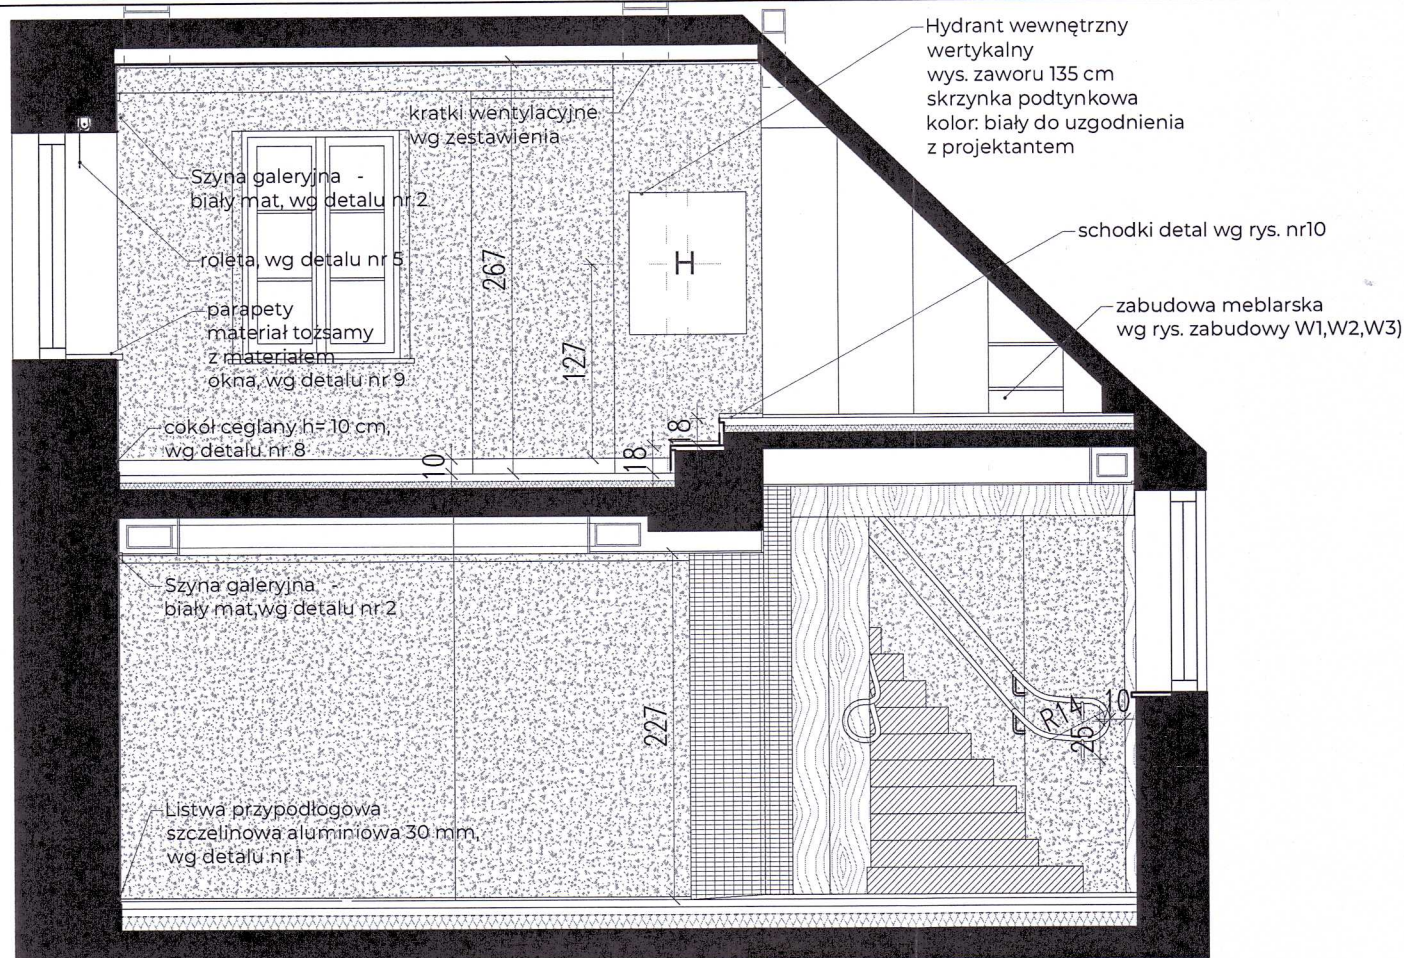 Hydrant wewnętrzny
wertykalny
wys. zaworu 135 cm
skrzynka podtynkowa
kolor: biały do uzgodnienia
z projektantem
kratki wentylacyjne
wg zestawienia
Szyna galeryjna -
biały mat, wg detalu nr 2
roleta, wg detalu nr 5
parapety
materiał tożsamy
z materiałem
okna, wg detalu nr 9
cokół ceglany h= 10 cm,
wg detalu nr 8
267
127
H
18
18
10
schodki detal wg rys. nr10
zabudowa meblarska
wg rys. zabudowy W1,W2,W3)
Szyna galeryjna -
biały mat,wg detalu nr 2
227
R14
25
10
Listwa przypodłogowa
szczelinowa aluminiowa 30 mm,
wg detalu nr 1